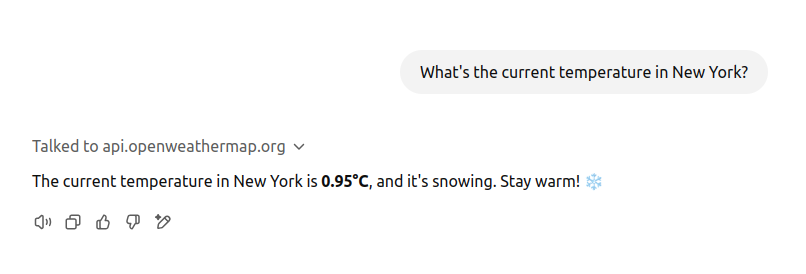 What's the current temperature in New York?
Talked to api.openweathermap.org
The current temperature in New York is 0.95°C, and it's snowing. Stay warm! ❄️